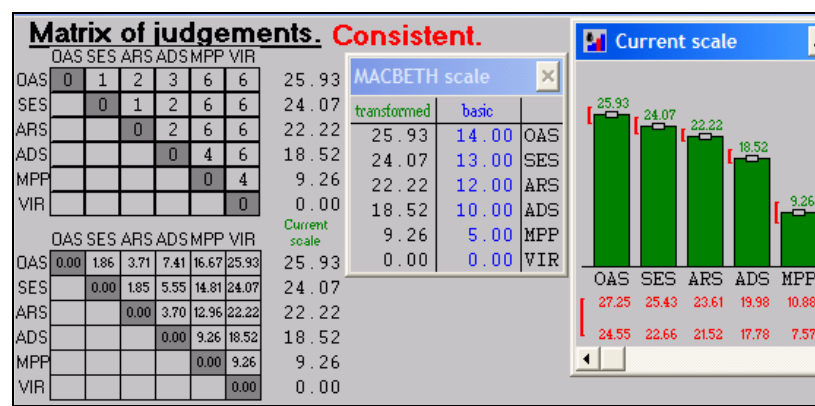 Matrix of judgements. Consistent.
OAS SES ARS ADS MPP VIR
OAS 0 1 2 3 6 6 25.93
SES 0 1 2 6 6 24.07
ARS 0 2 6 6 22.22
ADS 0 4 6 18.52
MPP 0 4 9.26
VIR 0 0.00
Current
scale
OAS SES ARS ADS MPP VIR
OAS 0.00 1.86 3.71 7.41 16.67 25.93 25.93
SES 0.00 1.85 5.55 14.81 24.07 24.07
ARS 0.00 3.70 12.96 22.22 22.22
ADS 0.00 9.26 18.52 18.52
MPP 0.00 9.26 9.26
VIR 0.00 0.00
MACBETH scale
transformed basic
25.93 14.00 OAS
24.07 13.00 SES
22.22 12.00 ARS
18.52 10.00 ADS
9.26 5.00 MPP
0.00 0.00 VIR
Current scale
25.93 24.07 22.22 18.52 9.26
OAS SES ARS ADS MPP
27.25 25.43 23.61 19.98 10.88
24.55 22.66 21.52 17.78 7.57